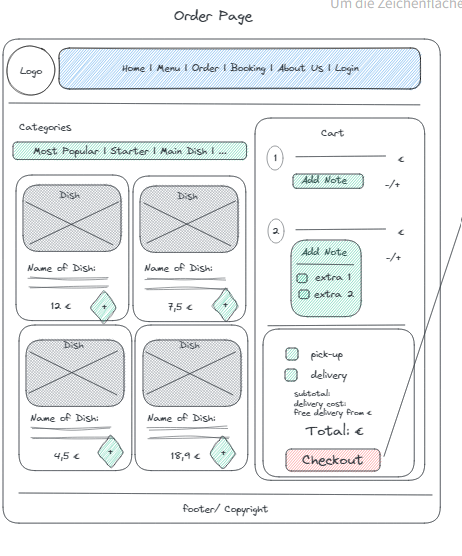 Um die Zeichenfläche
Order Page
Logo
Home | Menu | Order | Booking | About Us | Login
Categories
Most Popular | Starter | Main Dish | ...
Dish
Name of Dish:
12 €
+
Dish
Name of Dish:
7,5 €
+
Dish
Name of Dish:
4,5 €
+
Dish
Name of Dish:
18,9 €
+
Cart
1
€
Add Note
-/+
2
€
Add Note
-/+
extra 1
extra 2
pick-up
delivery
subtotal:
delivery cost:
free delivery from €
Total: €
Checkout
footer/ Copyright